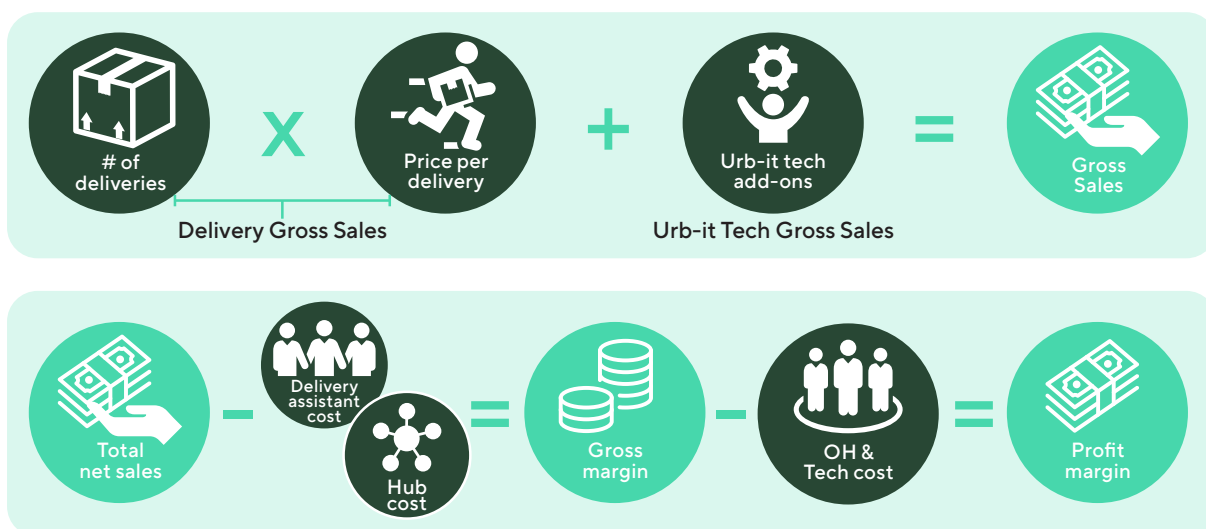 # of
deliveries
X
Price per
delivery
+
Urb-it tech
add-ons
=
Gross
Sales
Delivery Gross Sales
Urb-it Tech Gross Sales
Total
net sales
-
Delivery
assistant
cost
Hub
cost
=
Gross
margin
-
OH &
Tech cost
=
Profit
margin